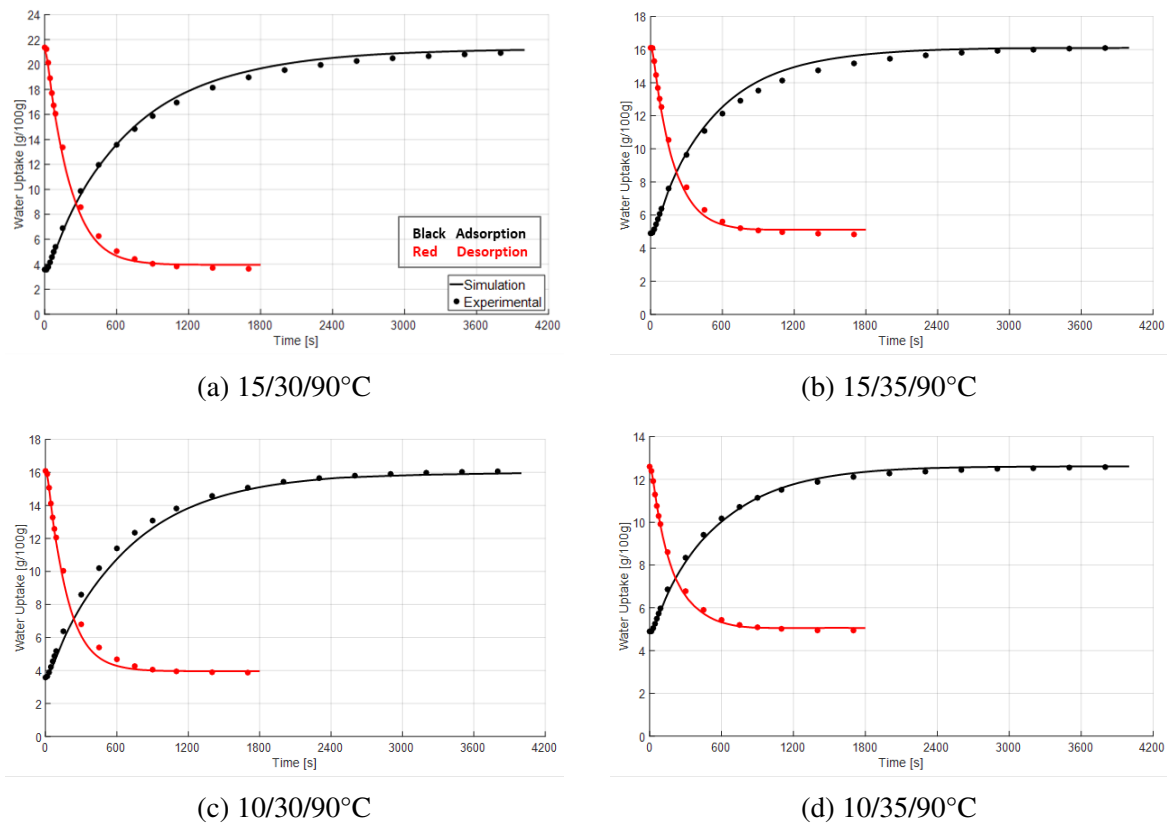 24
22
20
18
16
14
12
10
8
6
4
2
0
Water Uptake [g/100g]
Black Adsorption
Red Desorption
Simulation
Experimental
0 600 1200 1800 2400 3000 3600 4200
Time [s]
(a) 15/30/90°C
18
16
14
12
10
8
6
4
2
0
Water Uptake [g/100g]
0 600 1200 1800 2400 3000 3600 4200
Time [s]
(b) 15/35/90°C
18
16
14
12
10
8
6
4
2
0
Water Uptake [g/100g]
0 600 1200 1800 2400 3000 3600 4200
Time [s]
(c) 10/30/90°C
14
12
10
8
6
4
2
0
Water Uptake [g/100g]
0 600 1200 1800 2400 3000 3600 4200
Time [s]
(d) 10/35/90°C